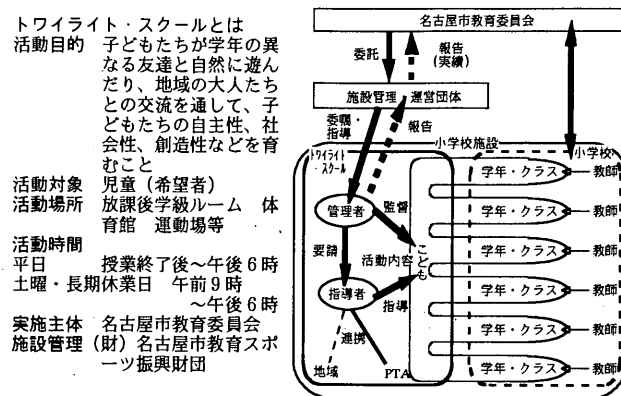 トワイライト・スクールとは
活動目的 子どもたちが学年の異
なる友達と自然に遊ん
だり、地域の大人たち
との交流を通して、子
どもたちの自主性、社
会性、創造性などを育
むこと
活動対象 児童（希望者）
活動場所 放課後学級ルーム 体
育館 運動場等
活動時間
平日 授業終了後～午後６時
土曜・長期休業日 午前９時
～午後６時
実施主体 名古屋市教育委員会
施設管理（財）名古屋市教育スポ
ーツ振興財団
名古屋市教育委員会
委託
報告
（実績）
施設管理・運営団体
委嘱・
指導
報告
小学校施設
トワイライト
・スクール
小学校
管理者
監督
要請
活動内容
こども
指導者
指導
連携
地域
PTA
学年・クラス
教師
学年・クラス
教師
学年・クラス
教師
学年・クラス
教師
学年・クラス
教師
学年・クラス
教師